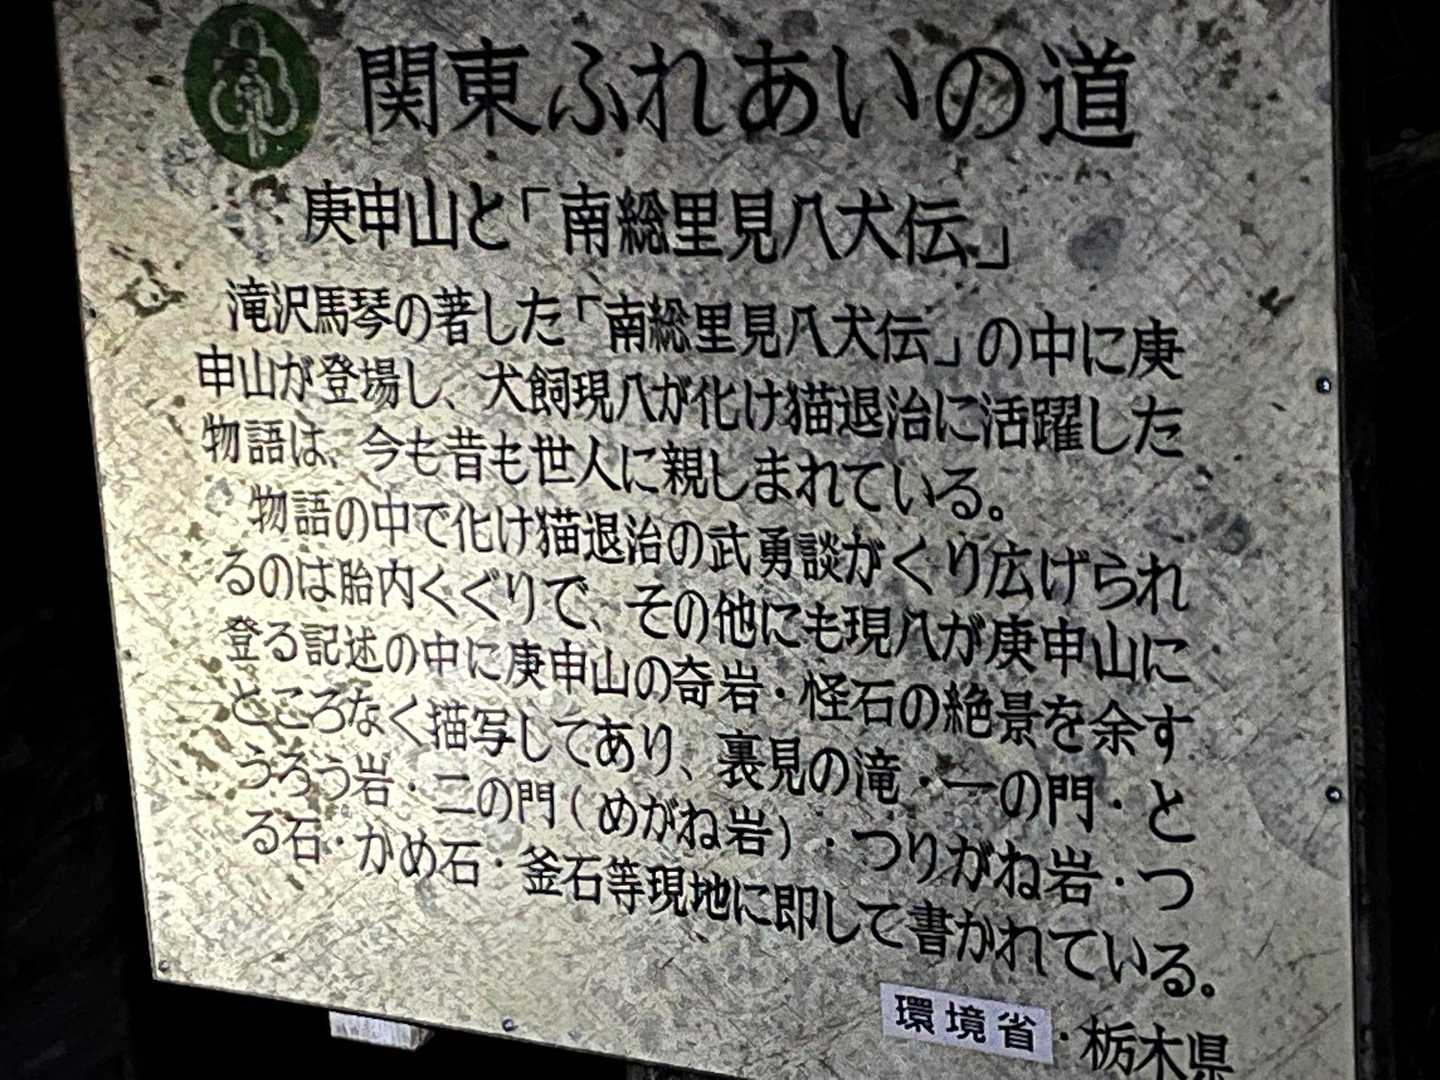 関東ふれあいの道
庚申山と「南総里見八犬伝」
滝沢馬琴の著した「南総里見八犬伝」の中に庚
申山が登場し、犬飼現八が化け猫退治に活躍した
物語は、今も昔も世人に親しまれている。
物語の中で化け猫退治の武勇談がくり広げられ
るのは胎内くぐりで、その他にも現八が庚申山に
登る記述の中に庚申山の奇岩・怪石の絶景を余す
ところなく描写してあり、裏見の滝・一の門・と
うろう岩・二の門(めがね岩)・つりがね岩・つ
る石・かめ石・釜石等現地に即して書かれている。
環境省・栃木県